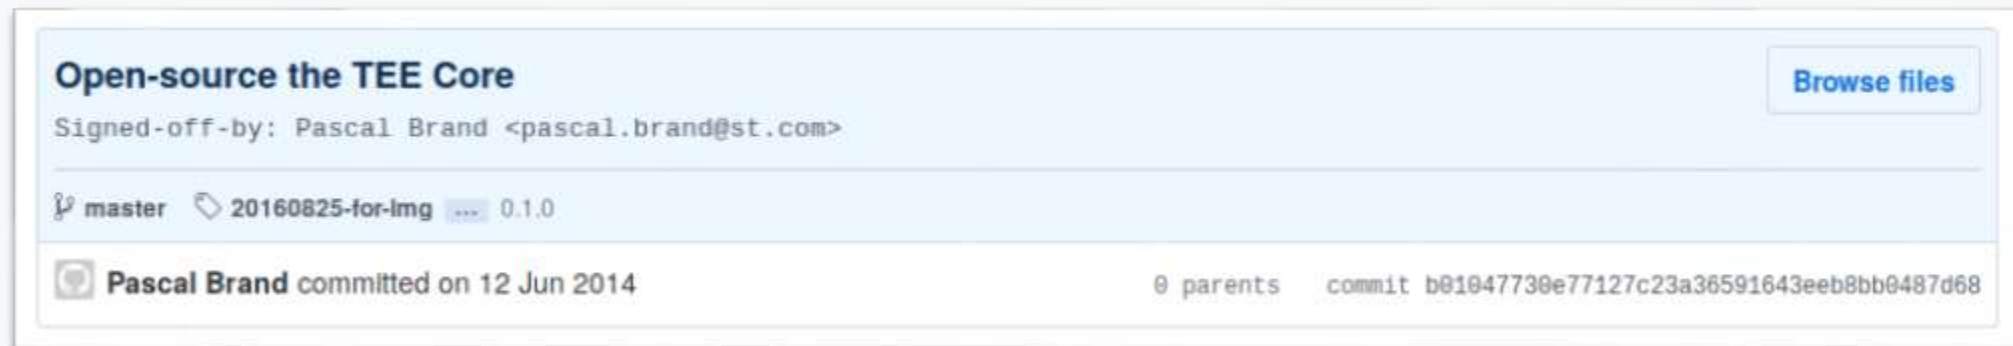 Open-source the TEE Core
Browse files
Signed-off-by: Pascal Brand <pascal.brand@st.com>
master 20160825-for-lmg ... 0.1.0
Pascal Brand committed on 12 Jun 2014 0 parents commit b01047730e77127c23a36591643eeb8bb0487d68